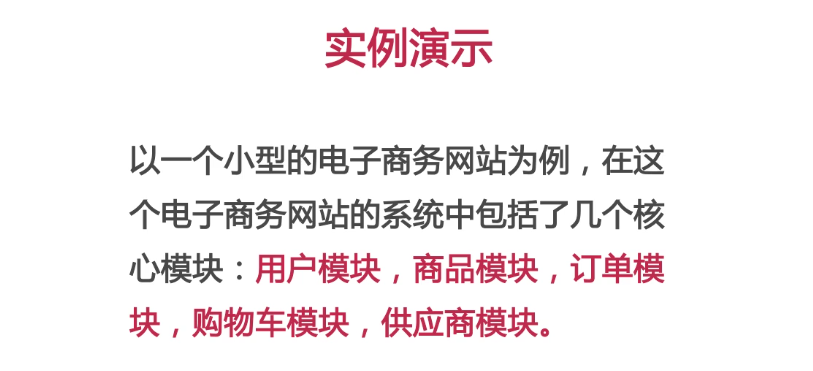 实例演示
以一个小型的电子商务网站为例，在这
个电子商务网站的系统中包括了几个核
心模块：用户模块，商品模块，订单模
块，购物车模块，供应商模块。